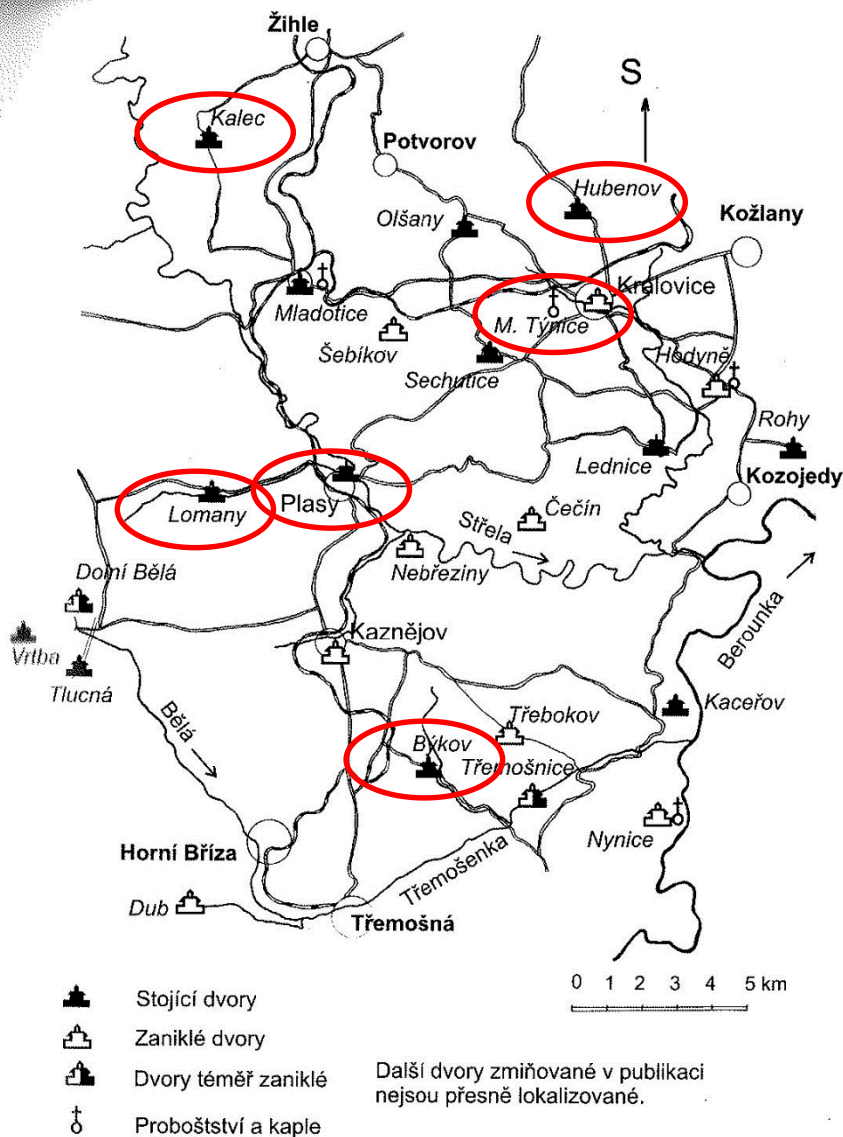 Žihle
Kalec
S
Potvorov
Hubenov
Olšany
Kožlany
Kralovice
Mladotice
M. Týnice
Šebíkov
Hodyně
Sechutice
Rohy
Lednice
Kozojedy
Plasy
Lomany
Čečín
Střela
Nebřeziny
Dolní Bělá
Berounka
Kaznějov
Vrtba
Tlucná
Kaceřov
Bělá
Třebokov
Býkov
Třemošnice
Nynice
Horní Bříza
Třemošenka
Dub
Třemošná
0 1 2 3 4 5 km
Stojící dvory
Zaniklé dvory
Dvory téměř zaniklé
Proboštství a kaple
Další dvory zmiňované v publikaci
nejsou přesně lokalizované.